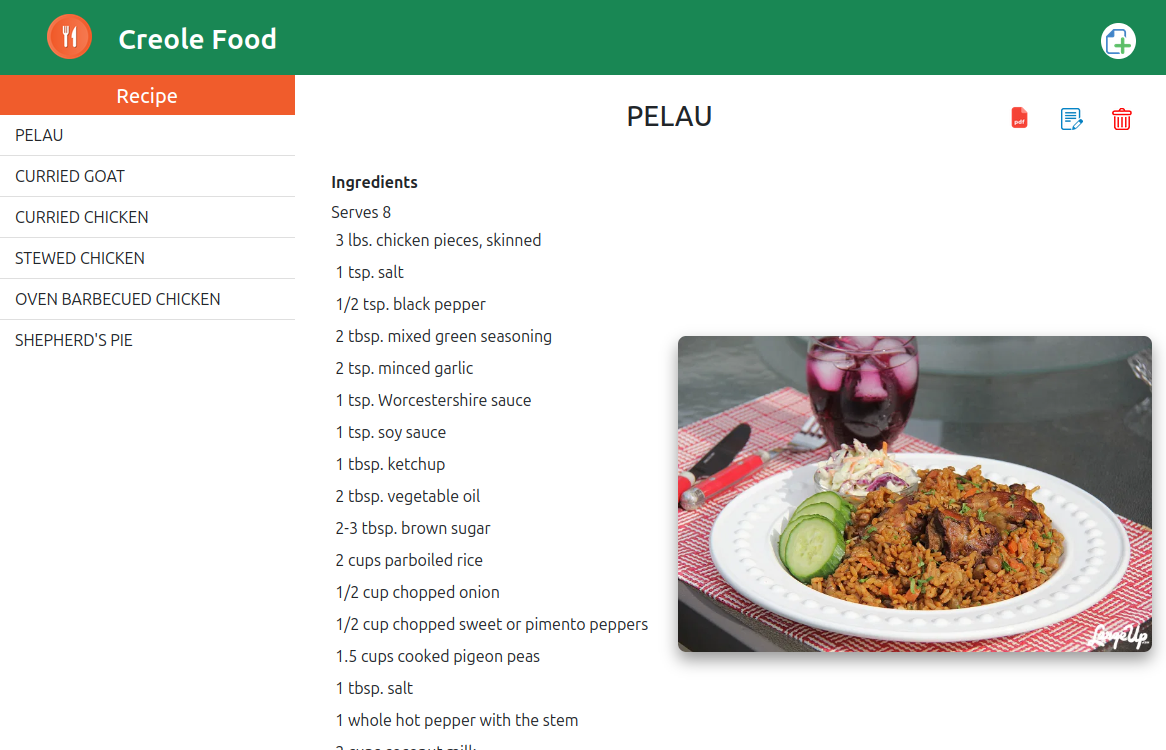 Creole Food
Recipe
PELAU
CURRIED GOAT
CURRIED CHICKEN
STEWED CHICKEN
OVEN BARBECUED CHICKEN
SHEPHERD'S PIE
PELAU
pdf
Ingredients
Serves 8
3 lbs. chicken pieces, skinned
1 tsp. salt
1/2 tsp. black pepper
2 tbsp. mixed green seasoning
2 tsp. minced garlic
1 tsp. Worcestershire sauce
1 tsp. soy sauce
1 tbsp. ketchup
2 tbsp. vegetable oil
2-3 tbsp. brown sugar
2 cups parboiled rice
1/2 cup chopped onion
1/2 cup chopped sweet or pimento peppers
1.5 cups cooked pigeon peas
1 tbsp. salt
1 whole hot pepper with the stem
2 cups coconut milk
LargeUp